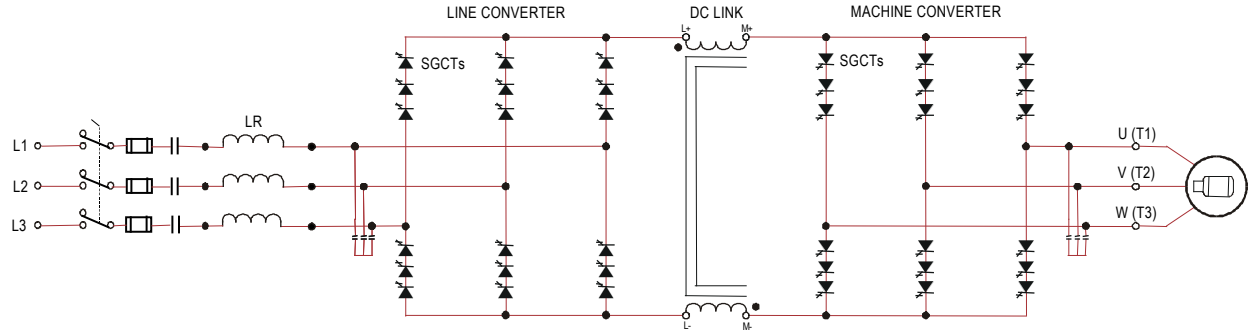 LINE CONVERTER
DC LINK
MACHINE CONVERTER
L+
M+
SGCTs
SGCTs
LR
L1
U (T1)
L2
V (T2)
L3
W (T3)
L-
M-